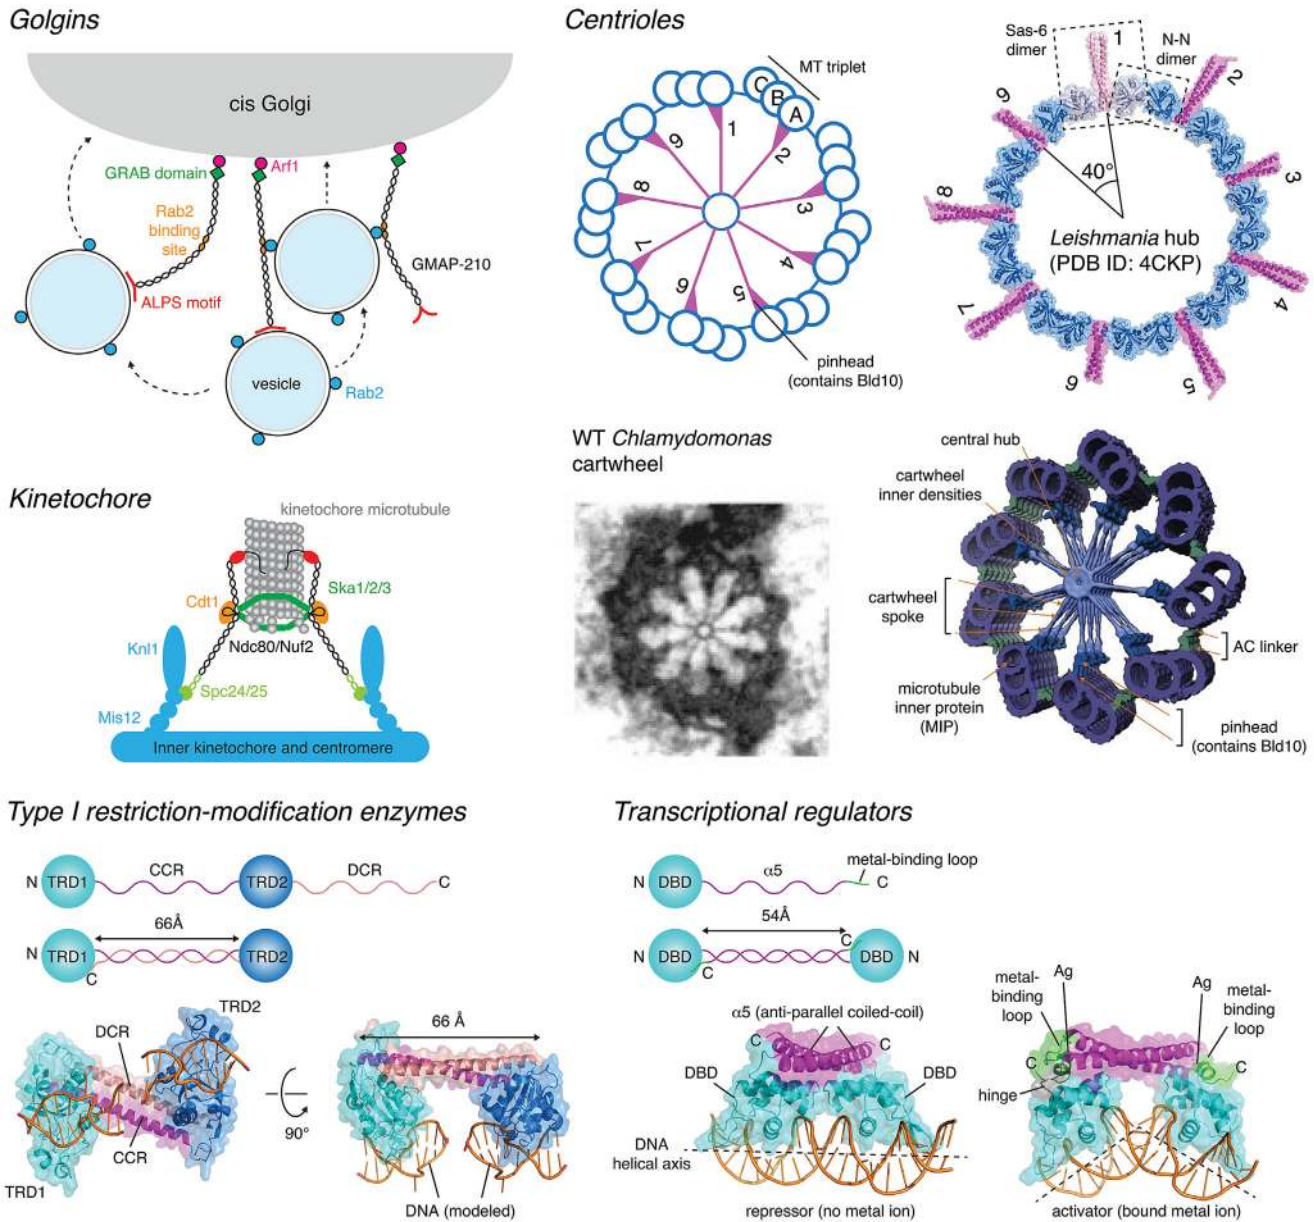 Golgins
cis Golgi
GRAB domain
Arf1
Rab2
binding
site
GMAP-210
ALPS motif
vesicle
Rab2
Centrioles
MT triplet
C
B
A
1
2
3
4
5
6
7
8
9
pinhead
(contains Bld10)
Sas-6
dimer
N-N
dimer
1
2
3
4
5
6
7
8
9
40°
Leishmania hub
(PDB ID: 4CKP)
WT Chlamydomonas
cartwheel
central hub
cartwheel
inner densities
cartwheel
spoke
microtubule
inner protein
(MIP)
AC linker
pinhead
(contains Bld10)
Kinetochore
kinetochore microtubule
Ska1/2/3
Cdt1
Ndc80/Nuf2
Knl1
Spc24/25
Mis12
Inner kinetochore and centromere
Type I restriction-modification enzymes
N TRD1 CCR TRD2 DCR C
66Å
N TRD1 TRD2
C
TRD2
DCR
CCR
TRD1
90°
66 Å
DNA (modeled)
Transcriptional regulators
metal-binding loop
N DBD α5 C
54Å
N DBD C C DBD N
α5 (anti-parallel coiled-coil)
C C
DBD DBD
DNA
helical axis
repressor (no metal ion)
Ag
metal-
binding
loop
Ag
metal-
binding
loop
C C
hinge
activator (bound metal ion)